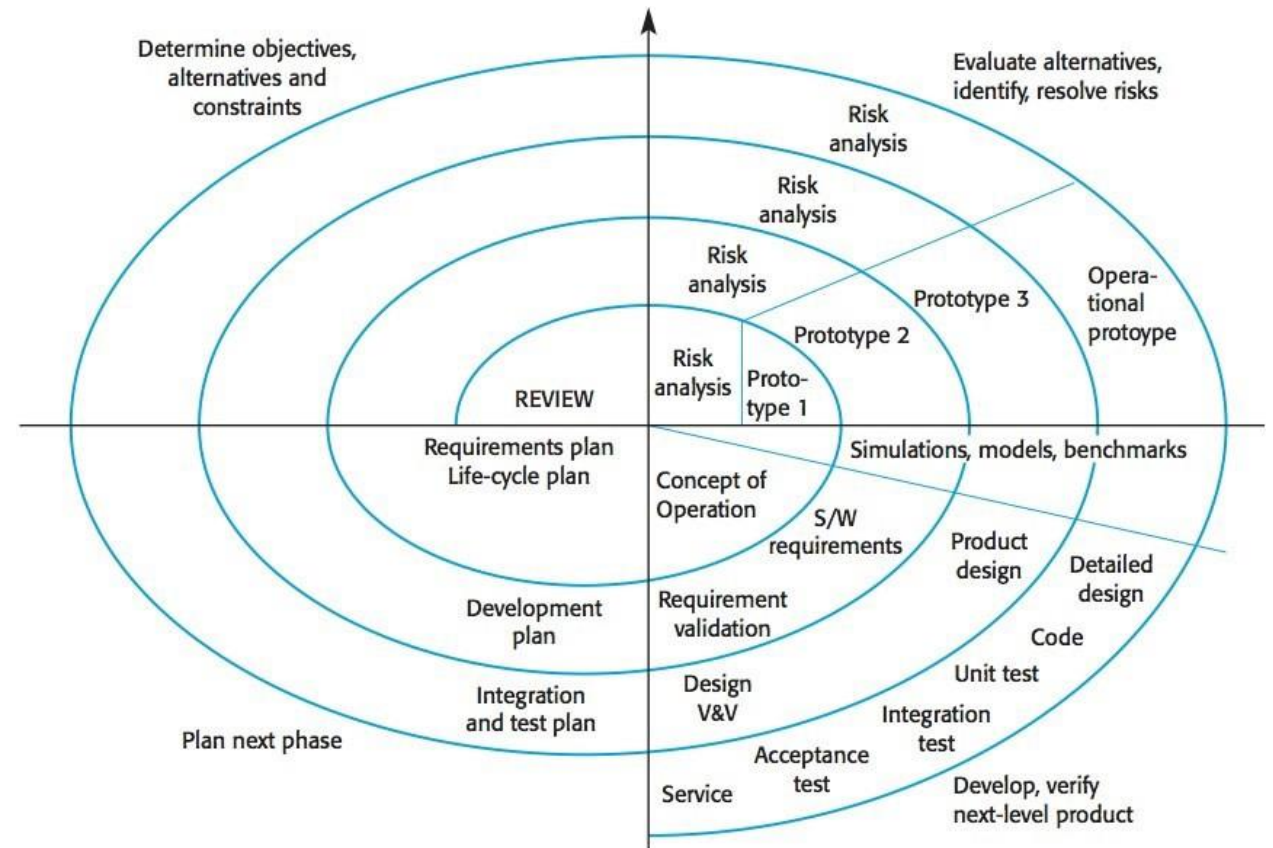 Determine objectives,
alternatives and
constraints
Evaluate alternatives,
identify, resolve risks
Risk
analysis
Risk
analysis
Risk
analysis
Risk
analysis
Opera-
tional
protoype
Prototype 3
Prototype 2
Proto-
type 1
REVIEW
Requirements plan
Life-cycle plan
Simulations, models, benchmarks
Concept of
Operation
S/W
requirements
Product
design
Detailed
design
Development
plan
Requirement
validation
Code
Unit test
Integration
and test plan
Design
V&V
Integration
test
Plan next phase
Acceptance
test
Service
Develop, verify
next-level product